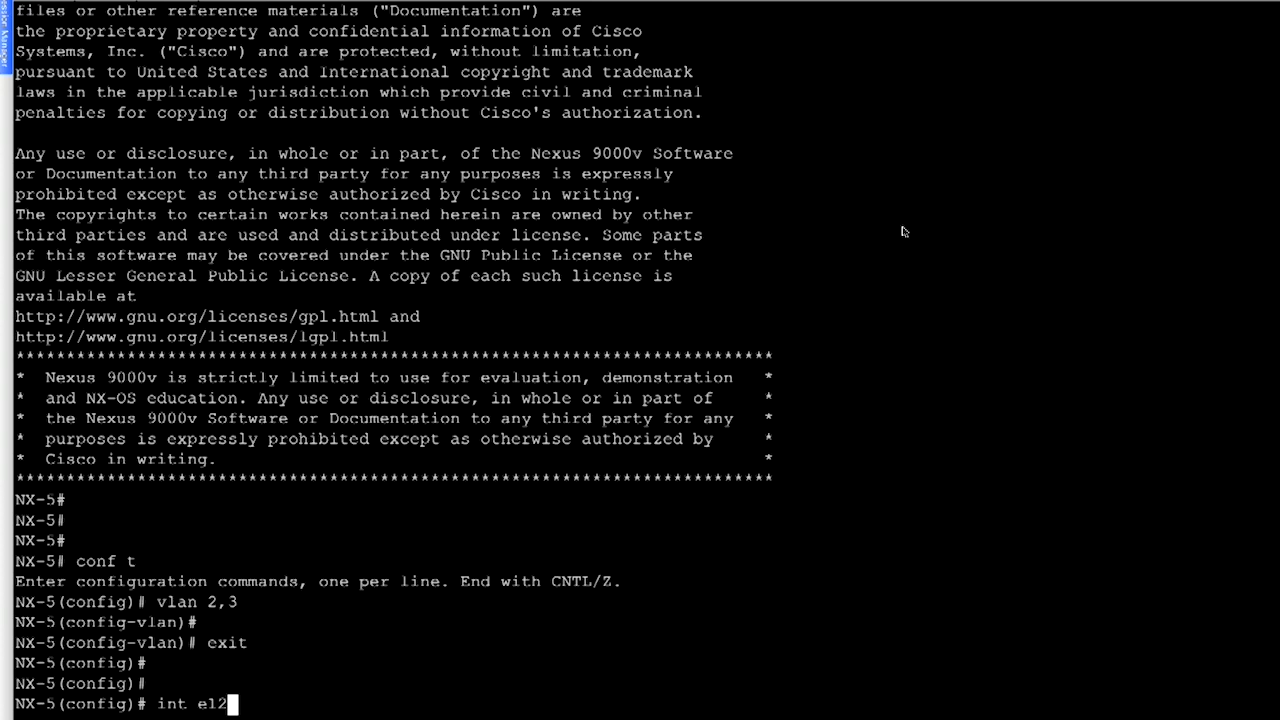 ession Manager
files or other reference materials ("Documentation") are
the proprietary property and confidential information of Cisco
Systems, Inc. ("Cisco") and are protected, without limitation,
pursuant to United States and International copyright and trademark
laws in the applicable jurisdiction which provide civil and criminal
penalties for copying or distribution without Cisco's authorization.
Any use or disclosure, in whole or in part, of the Nexus 9000v Software
or Documentation to any third party for any purposes is expressly
prohibited except as otherwise authorized by Cisco in writing.
The copyrights to certain works contained herein are owned by other
third parties and are used and distributed under license. Some parts
of this software may be covered under the GNU Public License or the
GNU Lesser General Public License. A copy of each such license is
available at
http://www.gnu.org/licenses/gpl.html and
http://www.gnu.org/licenses/lgpl.html
***************************************************************************
*  Nexus 9000v is strictly limited to use for evaluation, demonstration   *
*  and NX-OS education. Any use or disclosure, in whole or in part of     *
*  the Nexus 9000v Software or Documentation to any third party for any   *
*  purposes is expressly prohibited except as otherwise authorized by     *
*  Cisco in writing.                                                      *
***************************************************************************
NX-5#
NX-5#
NX-5#
NX-5# conf t
Enter configuration commands, one per line. End with CNTL/Z.
NX-5(config)# vlan 2,3
NX-5(config-vlan)#
NX-5(config-vlan)# exit
NX-5(config)#
NX-5(config)#
NX-5(config)# int e12